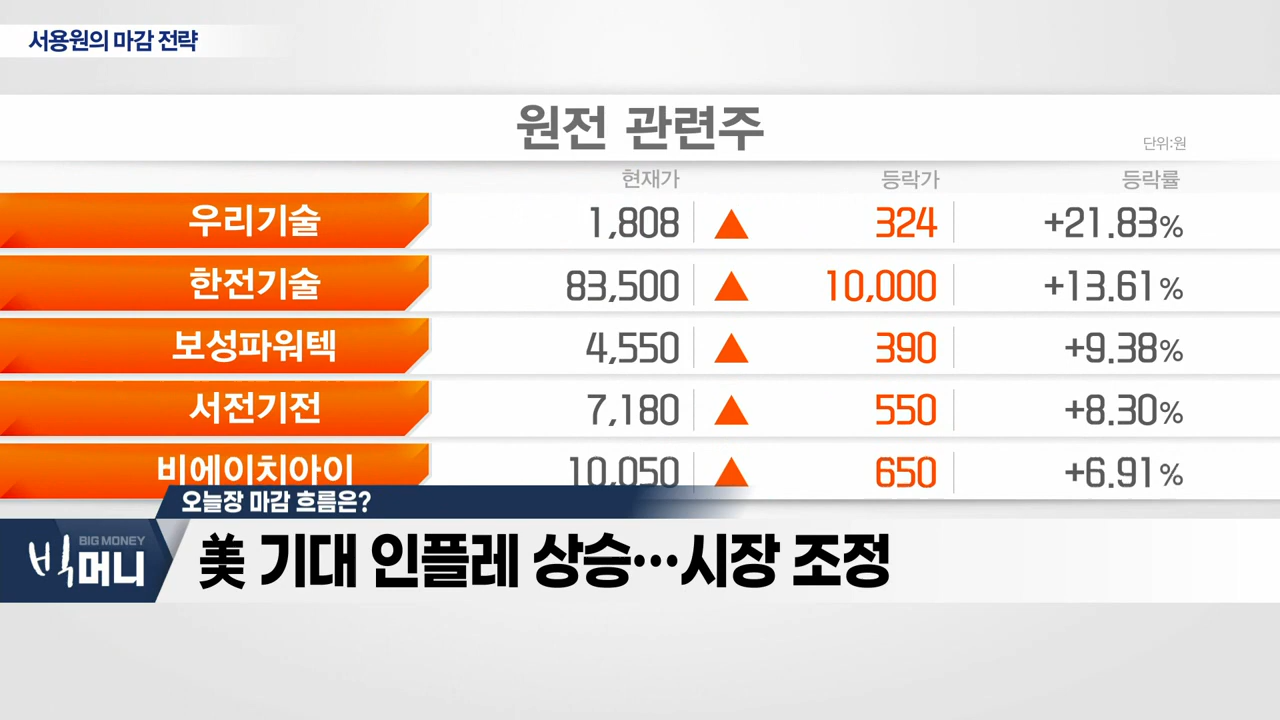 서용원의 마감 전략
원전 관련주
단위:원
현재가 등락가 등락률
우리기술 1,808 ▲ 324 +21.83%
한전기술 83,500 ▲ 10,000 +13.61%
보성파워텍 4,550 ▲ 390 +9.38%
서전기전 7,180 ▲ 550 +8.30%
비에이치아이 10,050 ▲ 650 +6.91%
오늘장 마감 흐름은?
BIG MONEY
빅머니
美 기대 인플레 상승…시장 조정